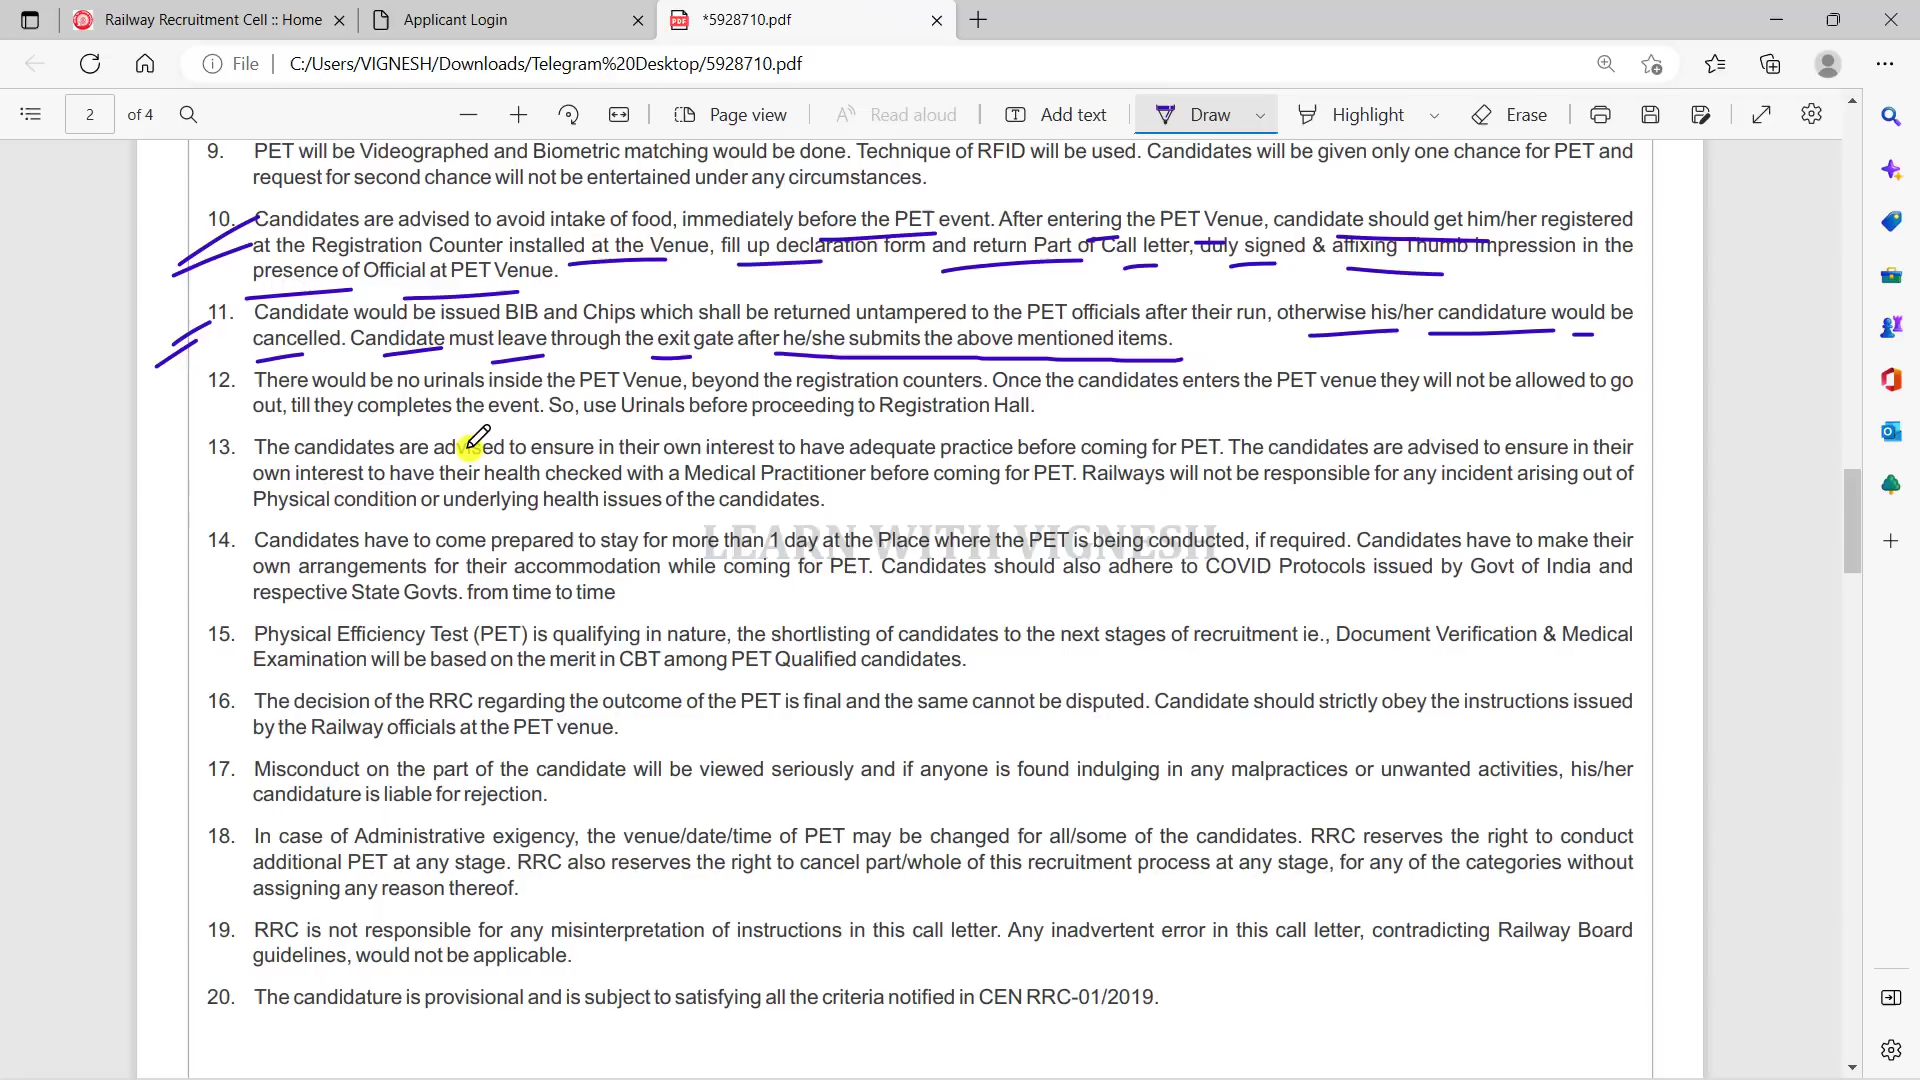 Railway Recruitment Cell :: Home
Applicant Login
*5928710.pdf
File
C:/Users/VIGNESH/Downloads/Telegram%20Desktop/5928710.pdf
2 of 4
Page view
Read aloud
Add text
Draw
Highlight
Erase
9. PET will be Videographed and Biometric matching would be done. Technique of RFID will be used. Candidates will be given only one chance for PET and
request for second chance will not be entertained under any circumstances.
10. Candidates are advised to avoid intake of food, immediately before the PET event. After entering the PET Venue, candidate should get him/her registered
at the Registration Counter installed at the Venue, fill up declaration form and return Part of Call letter, duly signed & affixing Thumb impression in the
presence of Official at PET Venue.
11. Candidate would be issued BIB and Chips which shall be returned untampered to the PET officials after their run, otherwise his/her candidature would be
cancelled. Candidate must leave through the exit gate after he/she submits the above mentioned items.
12. There would be no urinals inside the PET Venue, beyond the registration counters. Once the candidates enters the PET venue they will not be allowed to go
out, till they completes the event. So, use Urinals before proceeding to Registration Hall.
13. The candidates are advised to ensure in their own interest to have adequate practice before coming for PET. The candidates are advised to ensure in their
own interest to have their health checked with a Medical Practitioner before coming for PET. Railways will not be responsible for any incident arising out of
Physical condition or underlying health issues of the candidates.
LEARN WITH VIGNESH
14. Candidates have to come prepared to stay for more than 1 day at the Place where the PET is being conducted, if required. Candidates have to make their
own arrangements for their accommodation while coming for PET. Candidates should also adhere to COVID Protocols issued by Govt of India and
respective State Govts. from time to time
15. Physical Efficiency Test (PET) is qualifying in nature, the shortlisting of candidates to the next stages of recruitment ie., Document Verification & Medical
Examination will be based on the merit in CBT among PET Qualified candidates.
16. The decision of the RRC regarding the outcome of the PET is final and the same cannot be disputed. Candidate should strictly obey the instructions issued
by the Railway officials at the PET venue.
17. Misconduct on the part of the candidate will be viewed seriously and if anyone is found indulging in any malpractices or unwanted activities, his/her
candidature is liable for rejection.
18. In case of Administrative exigency, the venue/date/time of PET may be changed for all/some of the candidates. RRC reserves the right to conduct
additional PET at any stage. RRC also reserves the right to cancel part/whole of this recruitment process at any stage, for any of the categories without
assigning any reason thereof.
19. RRC is not responsible for any misinterpretation of instructions in this call letter. Any inadvertent error in this call letter, contradicting Railway Board
guidelines, would not be applicable.
20. The candidature is provisional and is subject to satisfying all the criteria notified in CEN RRC-01/2019.